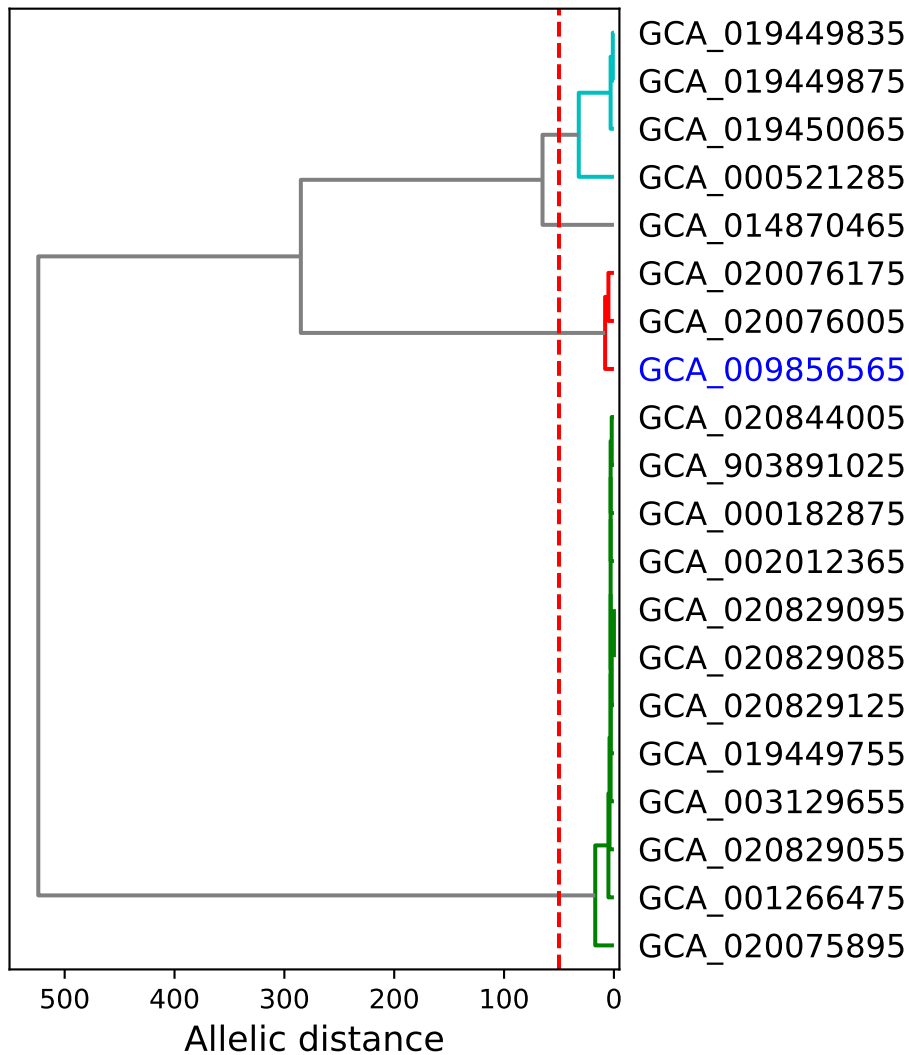 GCA_019449835
GCA_019449875
GCA_019450065
GCA_000521285
GCA_014870465
GCA_020076175
GCA_020076005
GCA_009856565
GCA_020844005
GCA_903891025
GCA_000182875
GCA_002012365
GCA_020829095
GCA_020829085
GCA_020829125
GCA_019449755
GCA_003129655
GCA_020829055
GCA_001266475
GCA_020075895
500 400 300 200 100 0
Allelic distance